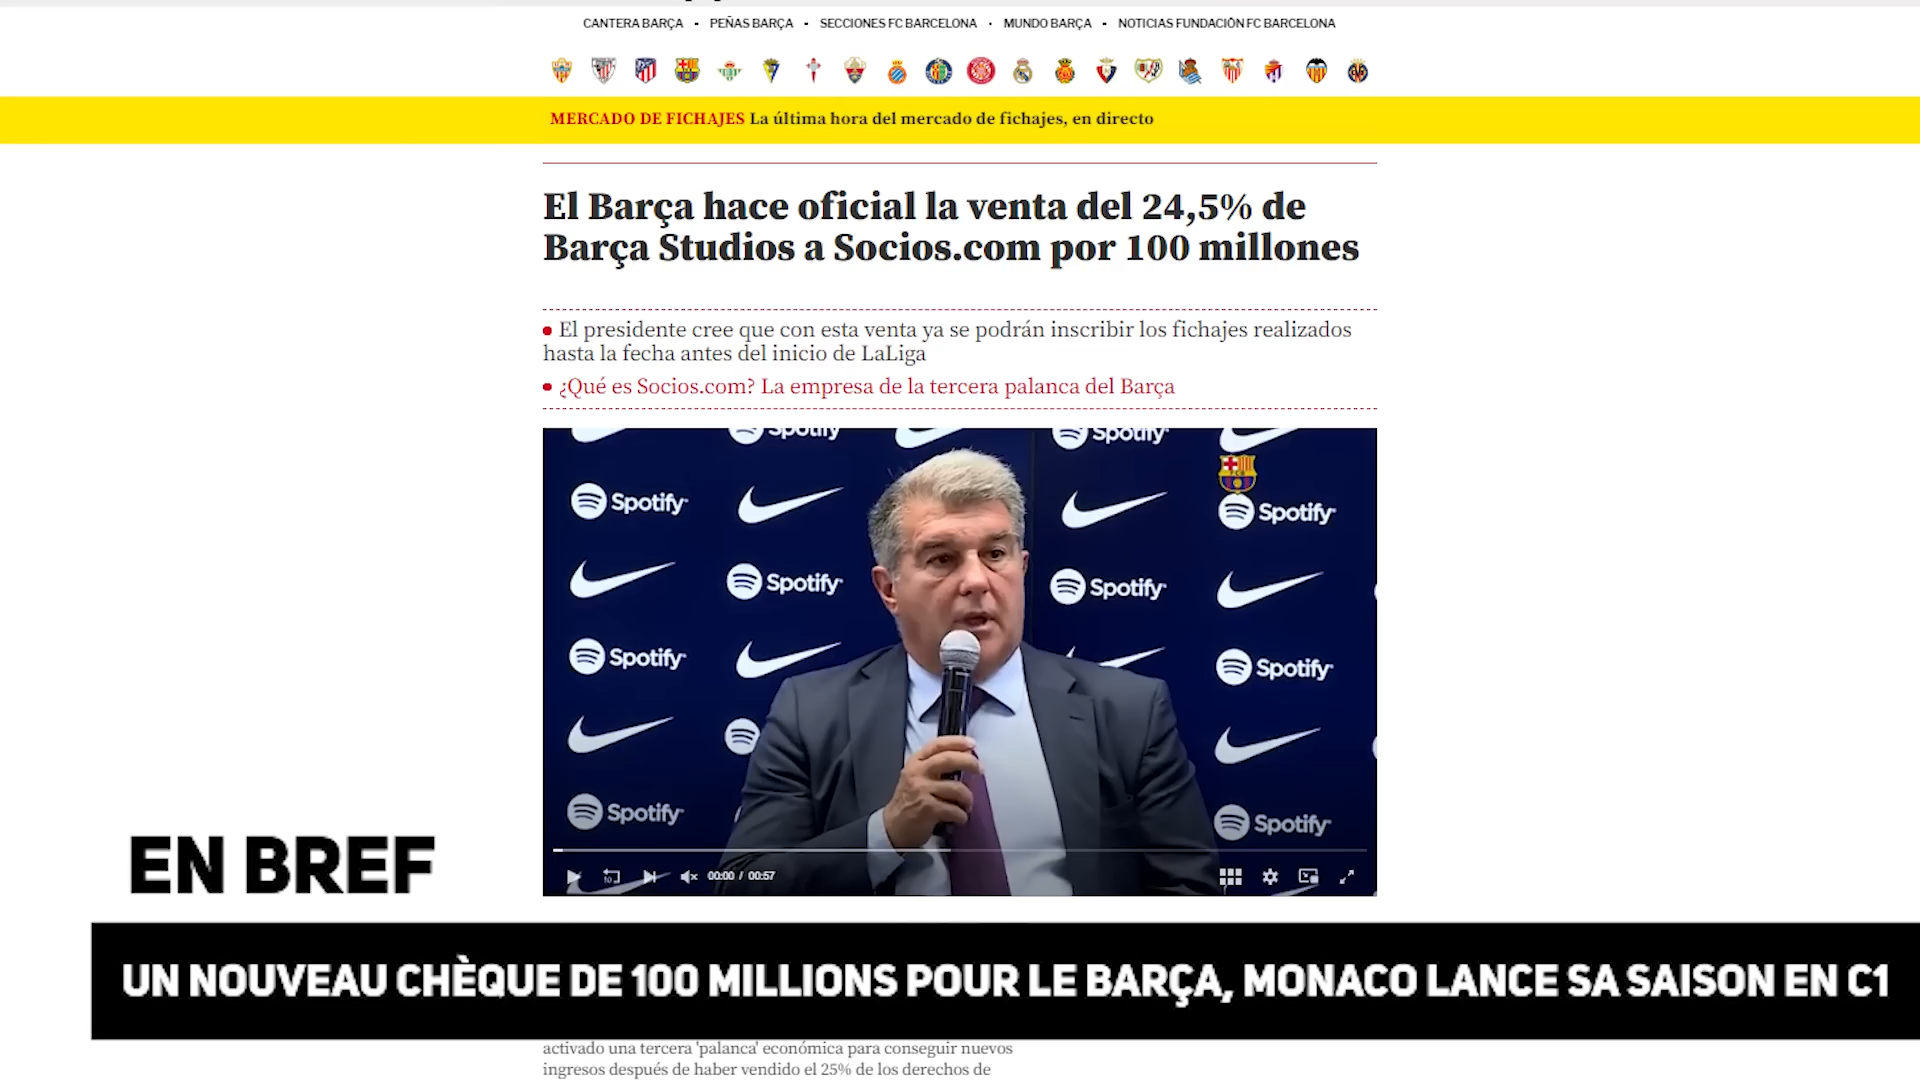 CANTERA BARÇA - PEÑAS BARÇA - SECCIONES FC BARCELONA - MUNDO BARÇA - NOTICIAS FUNDACIÓN FC BARCELONA
MERCADO DE FICHAJES La última hora del mercado de fichajes, en directo
El Barça hace oficial la venta del 24,5% de
Barça Studios a Socios.com por 100 millones
• El presidente cree que con esta venta ya se podrán inscribir los fichajes realizados
hasta la fecha antes del inicio de LaLiga
• ¿Qué es Socios.com? La empresa de la tercera palanca del Barça
Spotify Spotify
Spotify Spotify
Spotify Spotify
Spotify Spotify
Spotify Spotify
00:00 / 00:57
EN BREF
UN NOUVEAU CHÈQUE DE 100 MILLIONS POUR LE BARÇA, MONACO LANCE SA SAISON EN C1
activado una tercera 'palanca' económica para conseguir nuevos
ingresos después de haber vendido el 25% de los derechos de